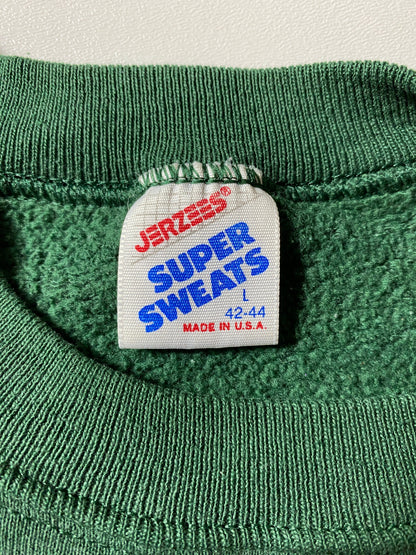 JERZEES®
SUPER
SWEATS
L
42-44
MADE IN U.S.A.